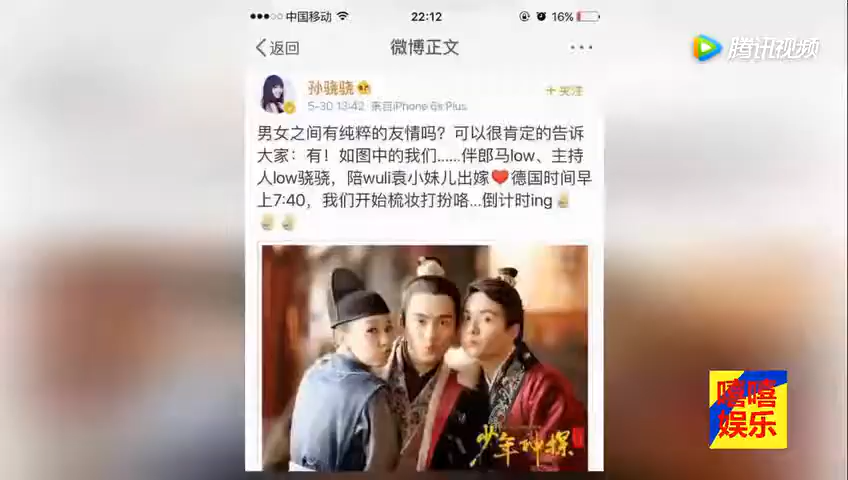 中国移动
22:12
16%
返回
微博正文
腾讯视频
孙骁骁
+关注
5-30 13:42 来自iPhone 6s Plus
男女之间有纯粹的友情吗？可以很肯定的告诉
大家：有！如图中的我们......伴郎马low、主持
人low骁骁，陪wuli袁小妹儿出嫁❤️德国时间早
上7:40，我们开始梳妆打扮咯...倒计时ing
少年神探
嘻嘻
娱乐